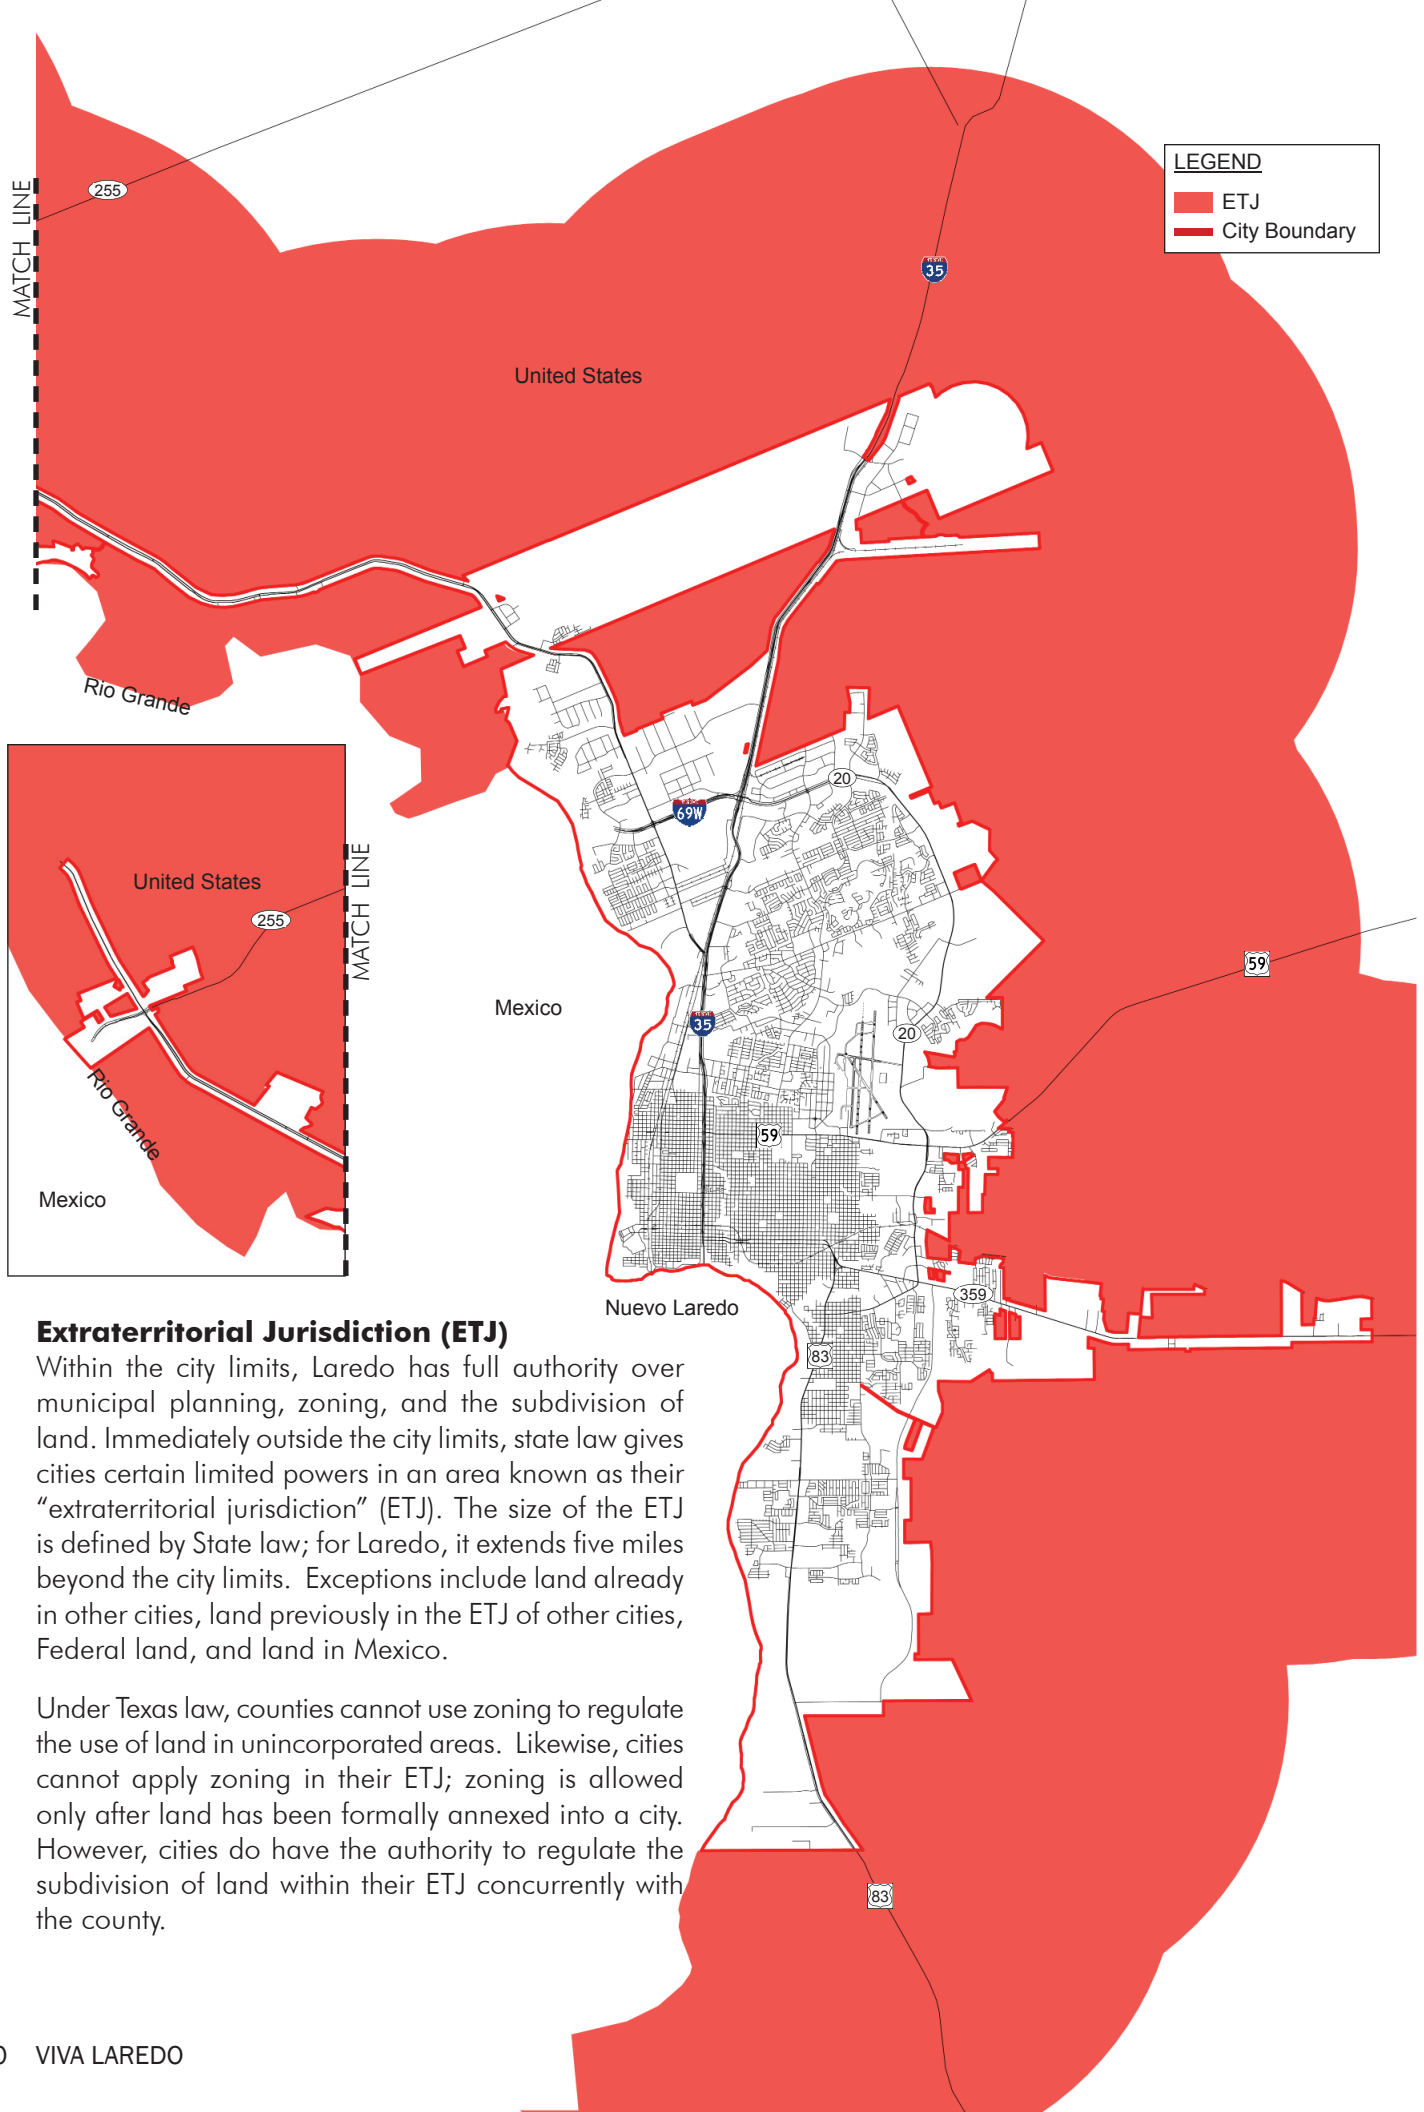 MATCH LINE
255
LEGEND
ETJ
City Boundary
35
United States
Rio Grande
20
69W
United States
255
MATCH LINE
59
Mexico
35
20
Rio Grande
59
Mexico
359
Nuevo Laredo
83
Extraterritorial Jurisdiction (ETJ)
Within the city limits, Laredo has full authority over
municipal planning, zoning, and the subdivision of
land. Immediately outside the city limits, state law gives
cities certain limited powers in an area known as their
“extraterritorial jurisdiction” (ETJ). The size of the ETJ
is defined by State law; for Laredo, it extends five miles
beyond the city limits.  Exceptions include land already
in other cities, land previously in the ETJ of other cities,
Federal land, and land in Mexico.
Under Texas law, counties cannot use zoning to regulate
the use of land in unincorporated areas.  Likewise, cities
cannot apply zoning in their ETJ; zoning is allowed
only after land has been formally annexed into a city.
However, cities do have the authority to regulate the
subdivision of land within their ETJ concurrently with
the county.
83
VIVA LAREDO